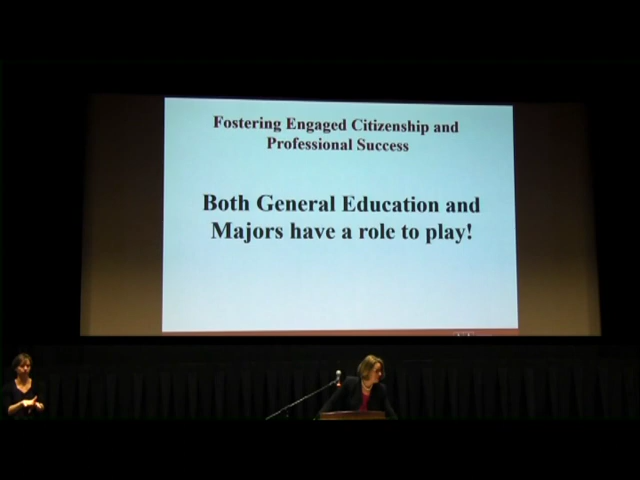 Fostering Engaged Citizenship and
Professional Success
Both General Education and
Majors have a role to play!